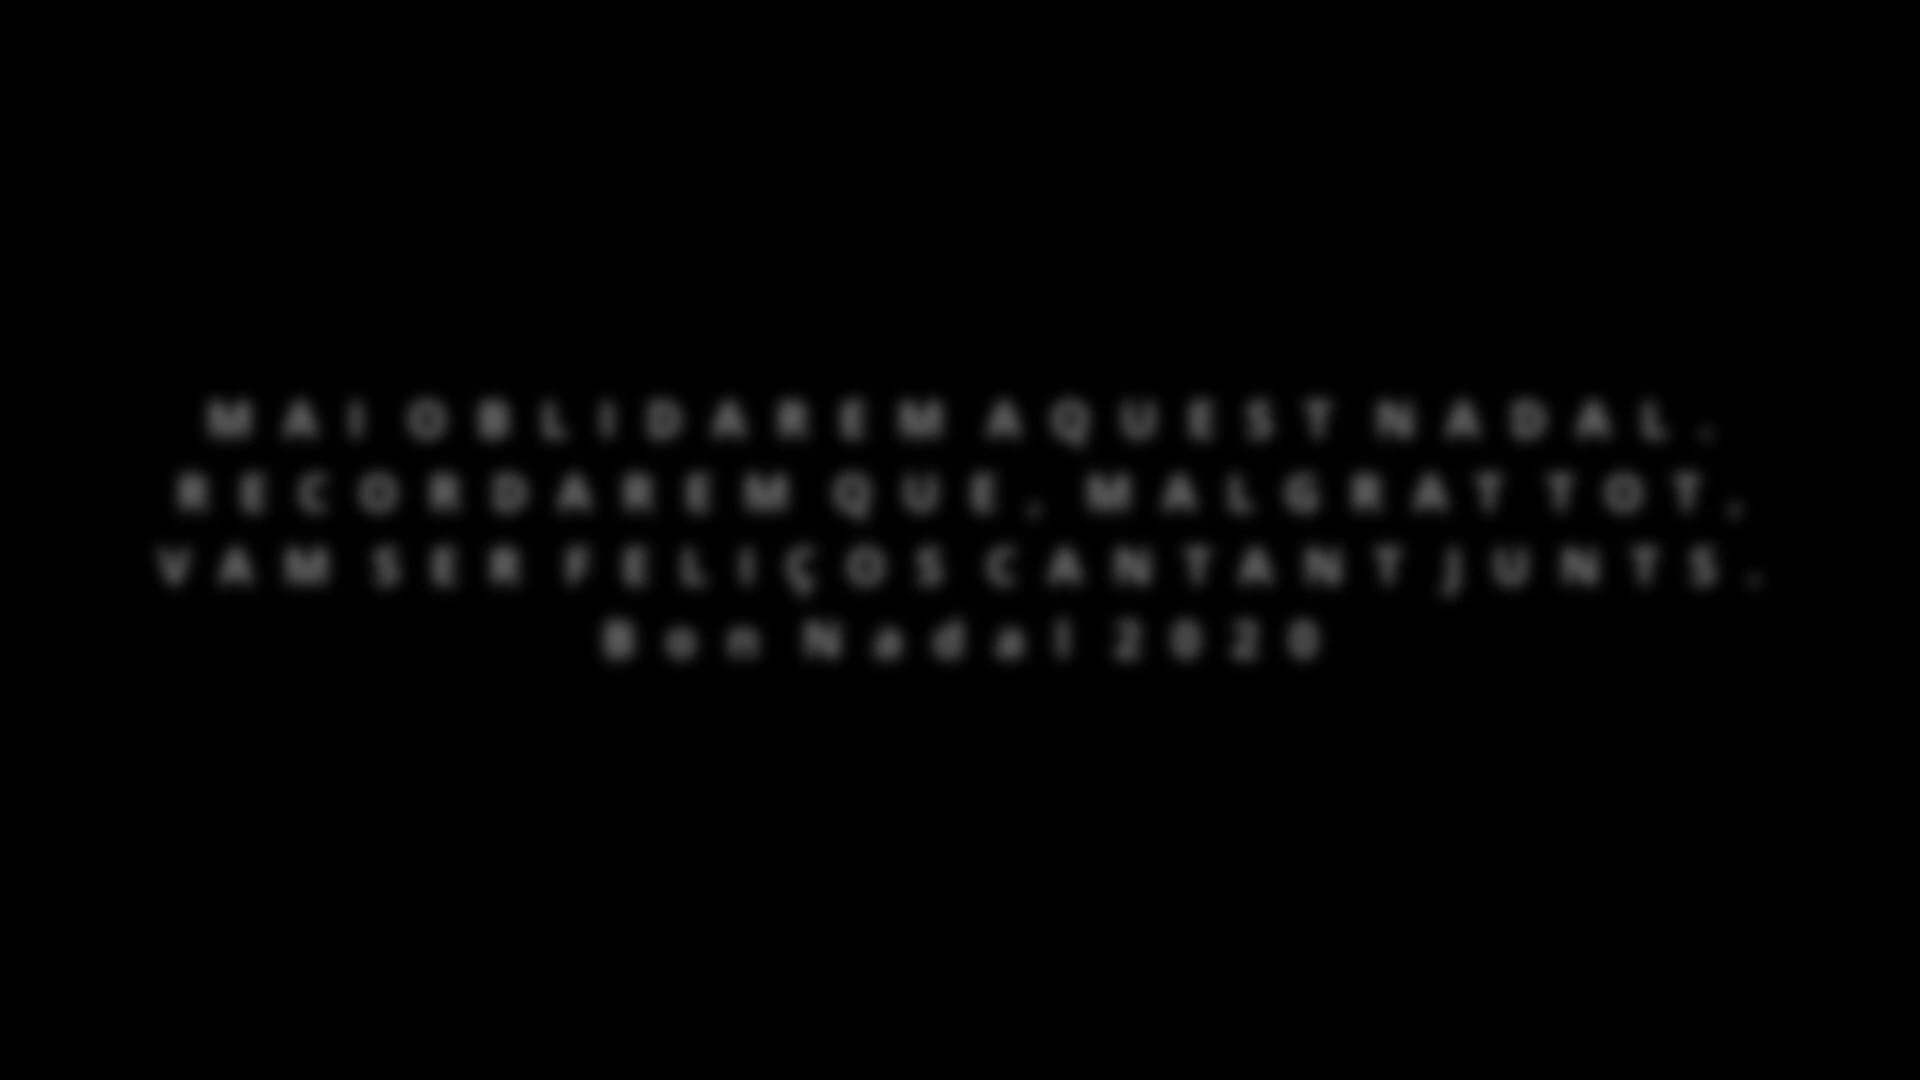 MAI OBLIDAREM AQUEST NADAL.
RECORDAREM QUE, MALGRAT TOT,
VAM SER FELIÇOS CANTANT JUNTS.
Bon Nadal 2020